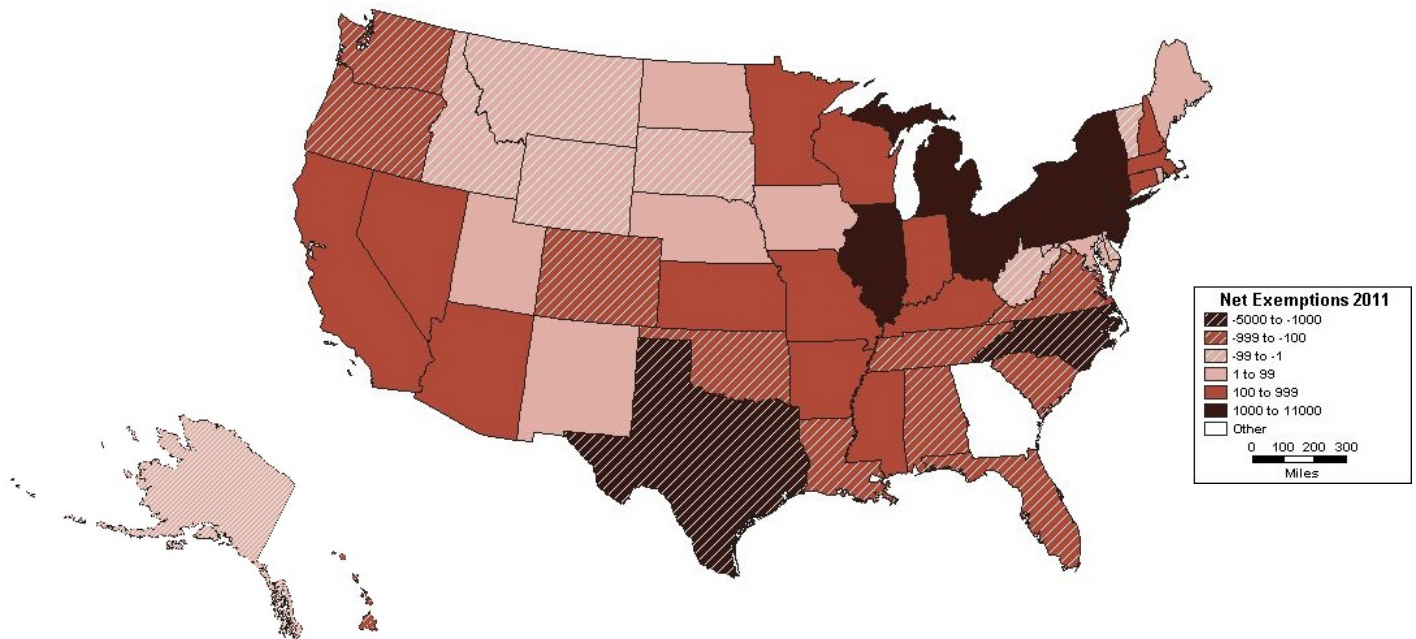 Net Exemptions 2011
-5000 to -1000
-999 to -100
-99 to -1
1 to 99
100 to 999
1000 to 11000
Other
0 100 200 300
Miles